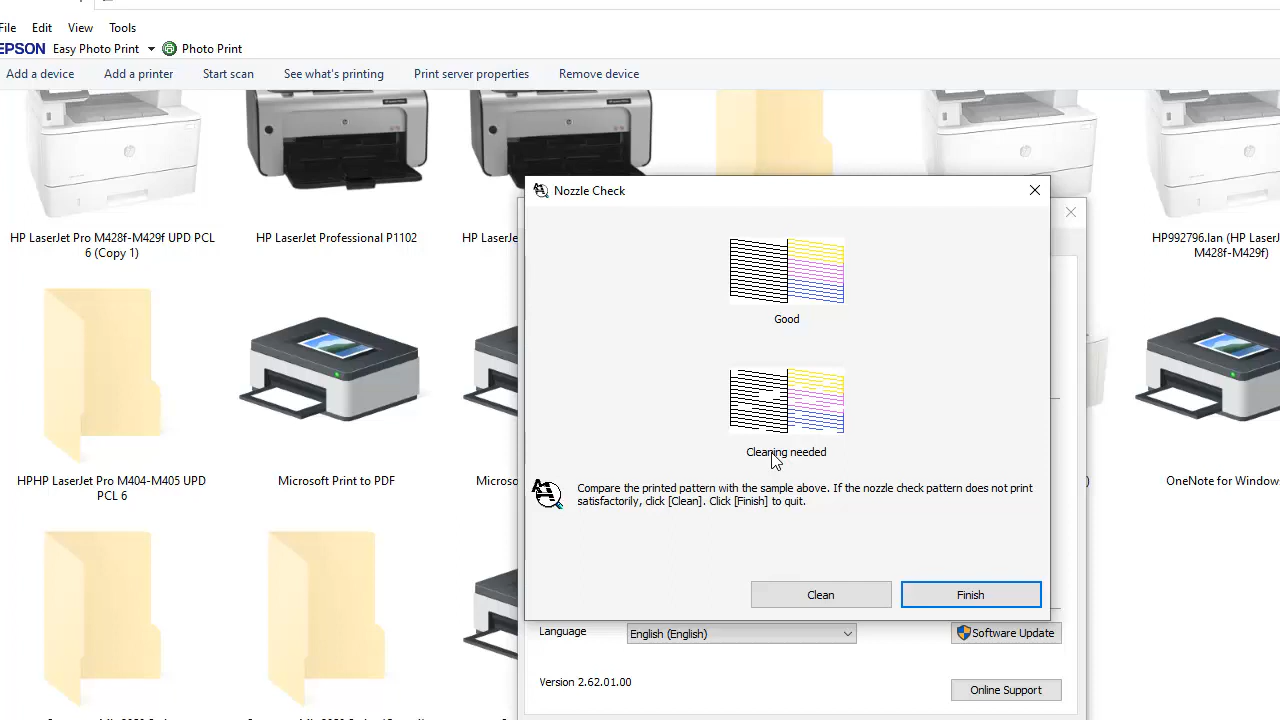 File Edit View Tools
EPSON Easy Photo Print Photo Print
Add a device Add a printer Start scan See what's printing Print server properties Remove device
HP LaserJet Pro M428f-M429f UPD PCL
6 (Copy 1)
HP LaserJet Professional P1102
HP LaserJe
HP992796.lan (HP LaserJ
M428f-M429f)
HPHP LaserJet Pro M404-M405 UPD
PCL 6
Microsoft Print to PDF
Microso
)
OneNote for Window
Nozzle Check
Good
Cleaning needed
Compare the printed pattern with the sample above. If the nozzle check pattern does not print
satisfactorily, click [Clean]. Click [Finish] to quit.
Clean
Finish
Language
English (English)
Software Update
Version 2.62.01.00
Online Support